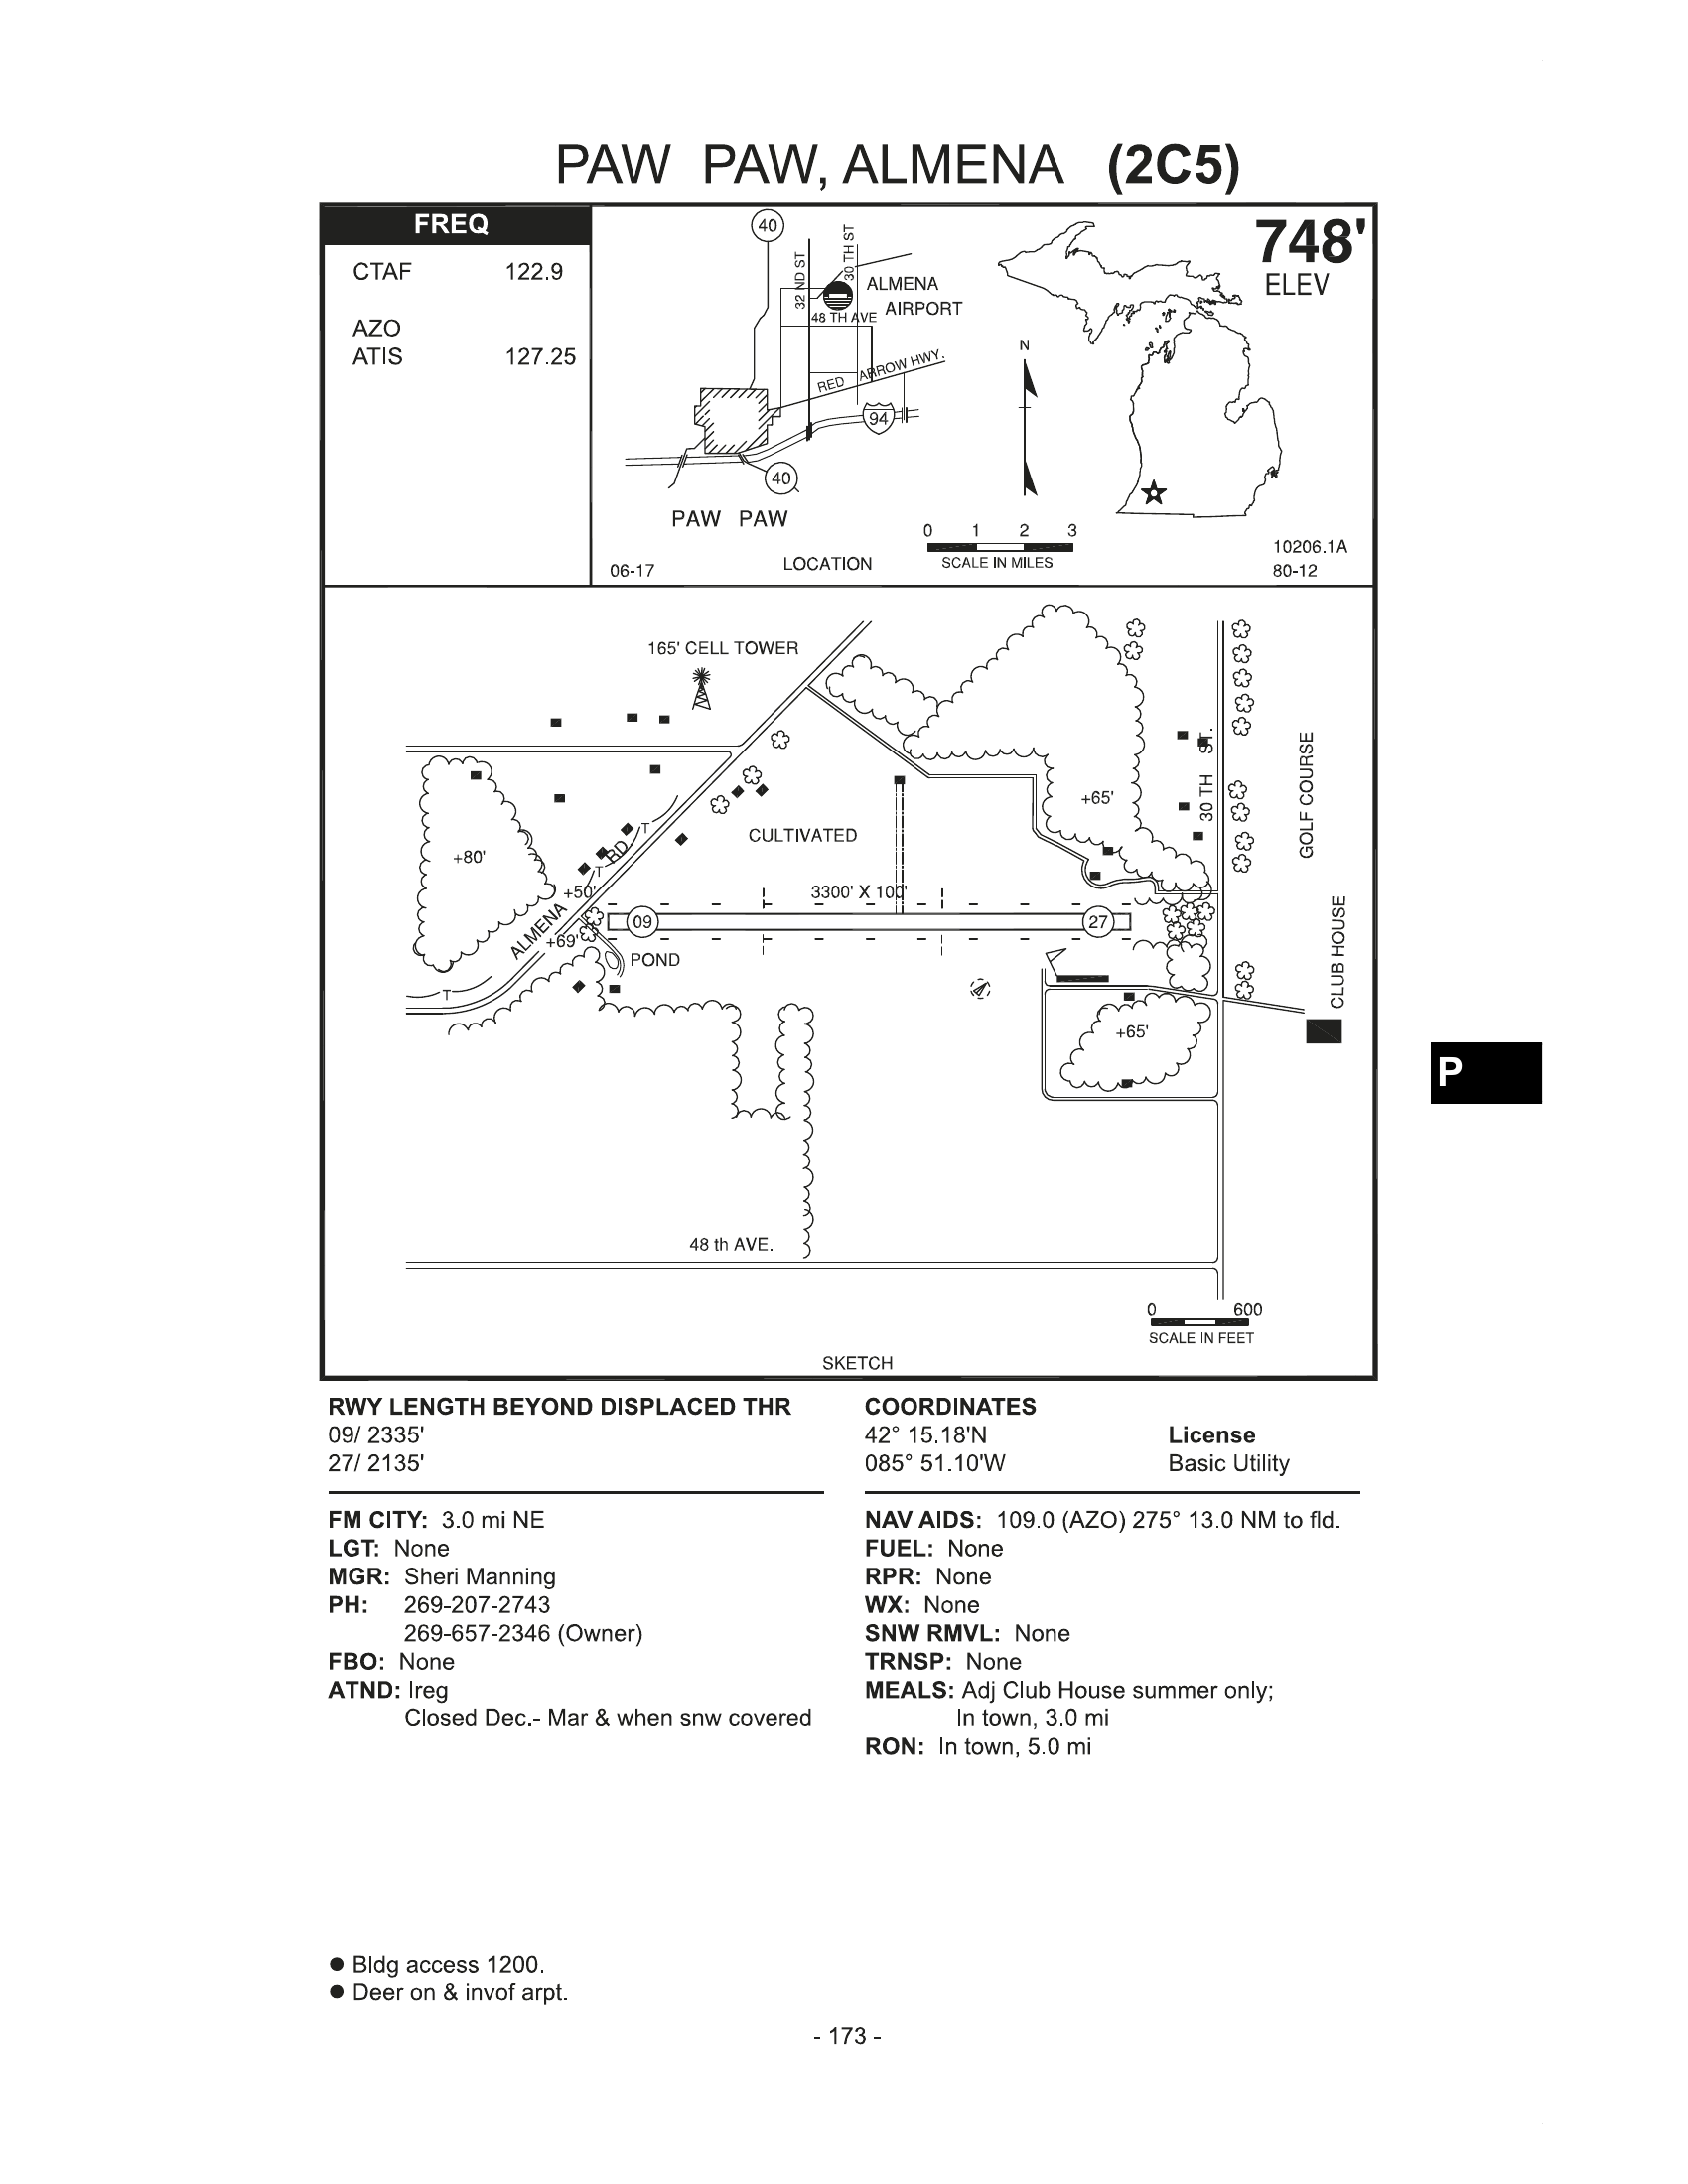 PAW PAW, ALMENA (2C5)
FREQ
CTAF 122.9
AZO
ATIS 127.25
40
32 ND ST
30 TH ST
ALMENA
AIRPORT
48 TH AVE
RED ARROW HWY.
94
40
PAW PAW
06-17
LOCATION
N
0 1 2 3
SCALE IN MILES
748'
ELEV
10206.1A
80-12
165' CELL TOWER
30 TH ST.
GOLF COURSE
+65'
CULTIVATED
+80'
T
T
+50'
3300' X 100'
ALMENA RD
09
27
+69'
POND
CLUB HOUSE
T
+65'
48 th AVE.
0 600
SCALE IN FEET
SKETCH
P
RWY LENGTH BEYOND DISPLACED THR
09/ 2335'
27/ 2135'
COORDINATES
42° 15.18'N
085° 51.10'W
License
Basic Utility
FM CITY: 3.0 mi NE
LGT: None
MGR: Sheri Manning
PH: 269-207-2743
269-657-2346 (Owner)
FBO: None
ATND: Ireg
Closed Dec.- Mar & when snw covered
NAV AIDS: 109.0 (AZO) 275° 13.0 NM to fld.
FUEL: None
RPR: None
WX: None
SNW RMVL: None
TRNSP: None
MEALS: Adj Club House summer only;
In town, 3.0 mi
RON: In town, 5.0 mi
● Bldg access 1200.
● Deer on & invof arpt.
- 173 -